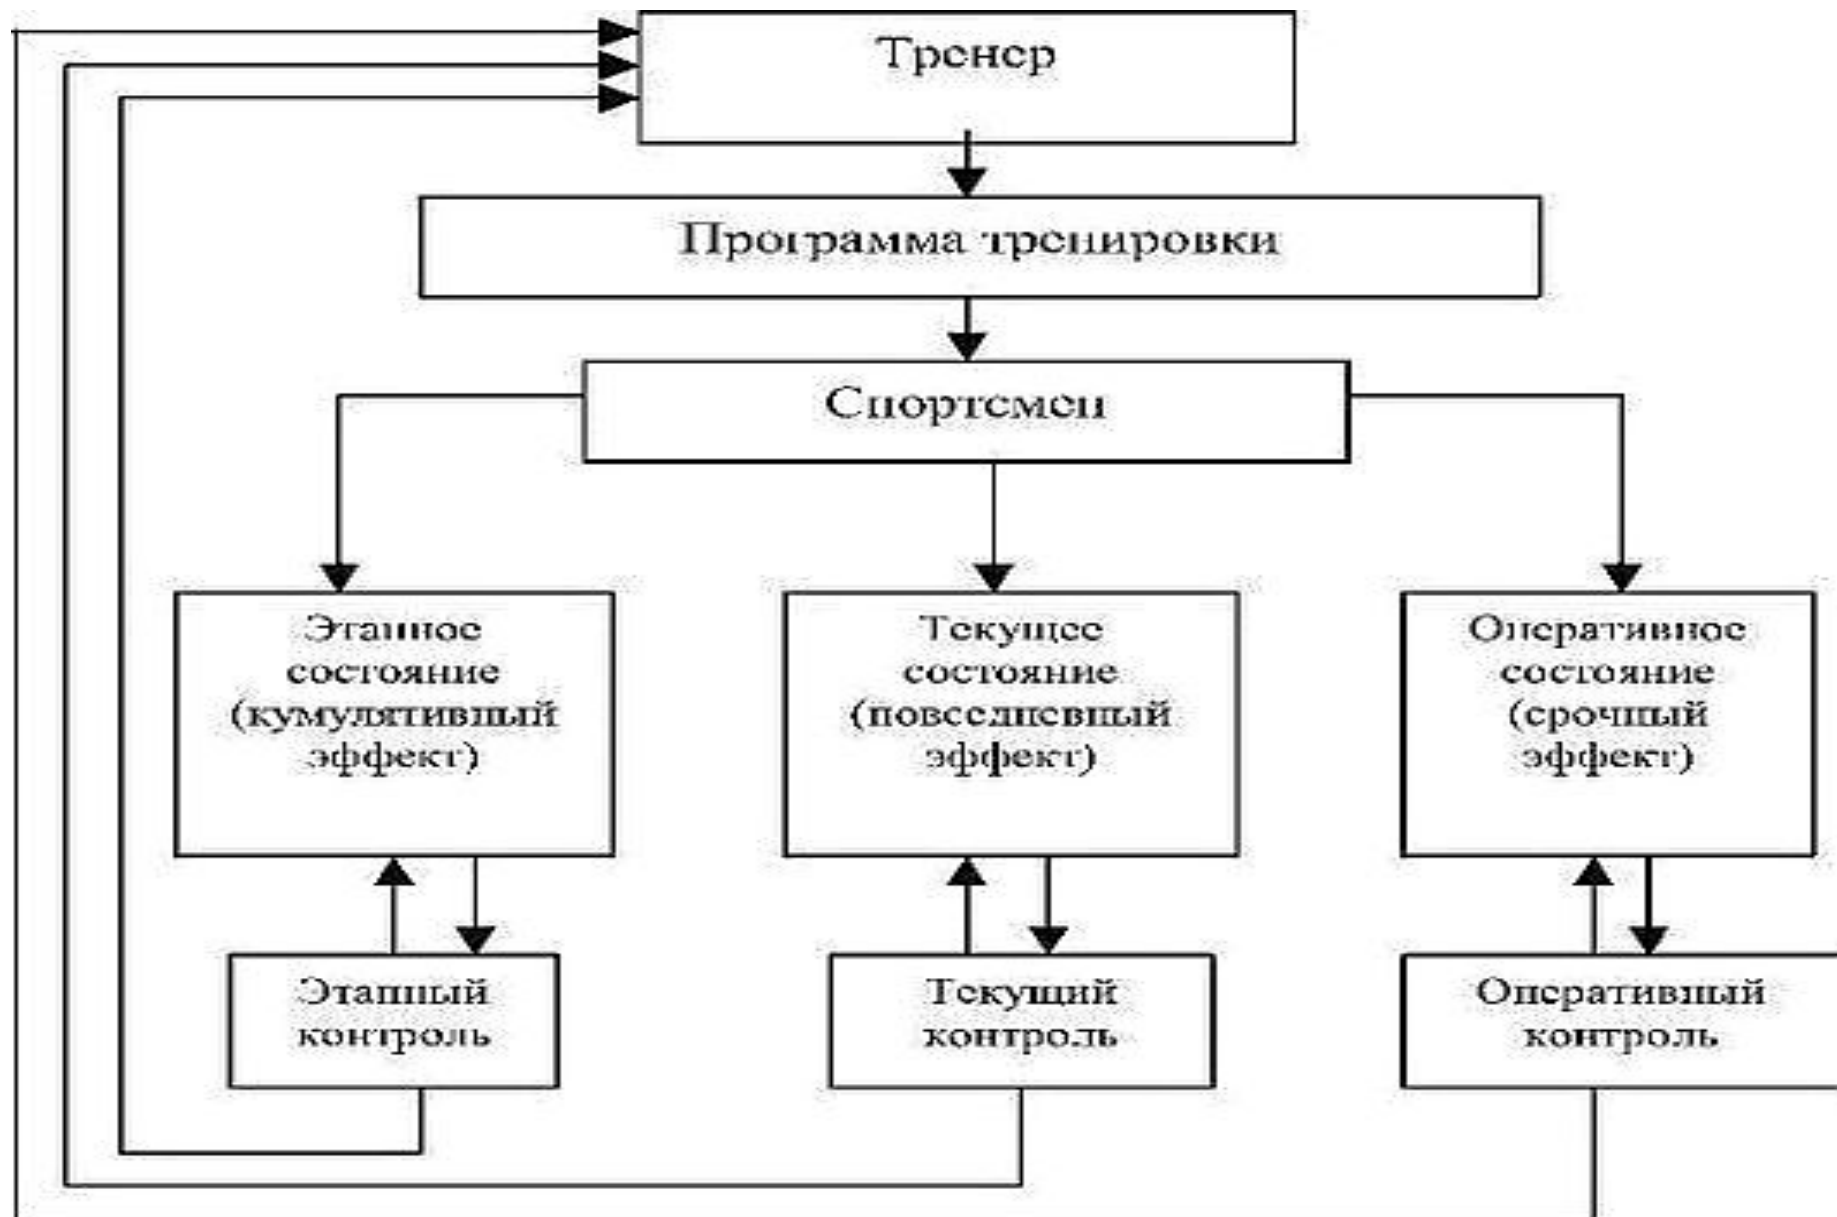 Тренер
Программа тренировки
Спортсмен
Этапное
состояние
(кумулятивный
эффект)
Текущее
состояние
(повседневный
эффект)
Оперативное
состояние
(срочный
эффект)
Этапный
контроль
Текущий
контроль
Оперативный
контроль